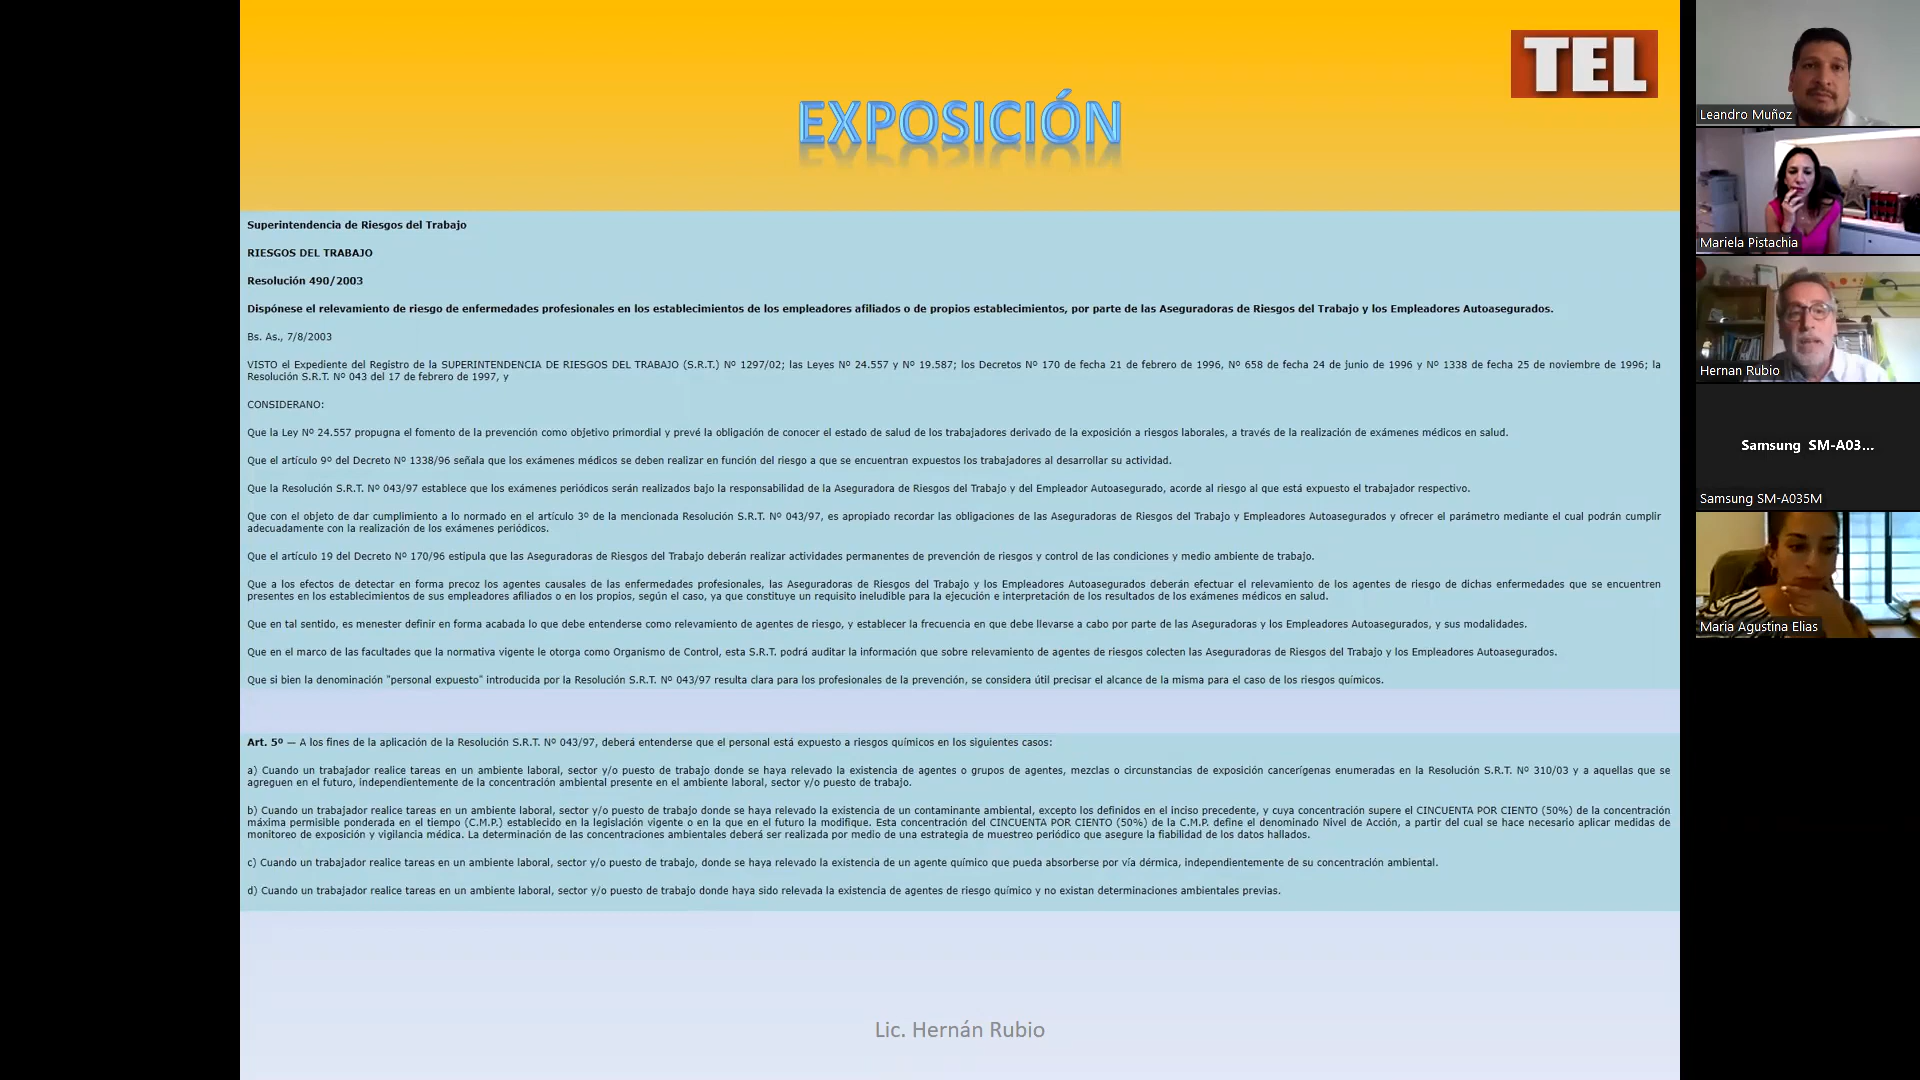 TEL
EXPOSICIÓN
Superintendencia de Riesgos del Trabajo
RIESGOS DEL TRABAJO
Resolución 490/2003
Dispónese el relevamiento de riesgo de enfermedades profesionales en los establecimientos de los empleadores afiliados o de propios establecimientos, por parte de las Aseguradoras de Riesgos del Trabajo y los Empleadores Autoasegurados.
Bs. As., 7/8/2003
VISTO el Expediente del Registro de la SUPERINTENDENCIA DE RIESGOS DEL TRABAJO (S.R.T.) Nº 1297/02; las Leyes Nº 24.557 y Nº 19.587; los Decretos Nº 170 de fecha 21 de febrero de 1996, Nº 658 de fecha 24 de junio de 1996 y Nº 1338 de fecha 25 de noviembre de 1996; la
Resolución S.R.T. Nº 043 del 17 de febrero de 1997, y
CONSIDERANO:
Que la Ley Nº 24.557 propugna el fomento de la prevención como objetivo primordial y prevé la obligación de conocer el estado de salud de los trabajadores derivado de la exposición a riesgos laborales, a través de la realización de exámenes médicos en salud.
Que el artículo 9º del Decreto Nº 1338/96 señala que los exámenes médicos se deben realizar en función del riesgo a que se encuentran expuestos los trabajadores al desarrollar su actividad.
Que la Resolución S.R.T. Nº 043/97 establece que los exámenes periódicos serán realizados bajo la responsabilidad de la Aseguradora de Riesgos del Trabajo y del Empleador Autoasegurado, acorde al riesgo al que está expuesto el trabajador respectivo.
Que con el objeto de dar cumplimiento a lo normado en el artículo 3º de la mencionada Resolución S.R.T. Nº 043/97, es apropiado recordar las obligaciones de las Aseguradoras de Riesgos del Trabajo y Empleadores Autoasegurados y ofrecer el parámetro mediante el cual podrán cumplir
adecuadamente con la realización de los exámenes periódicos.
Que el artículo 19 del Decreto Nº 170/96 estipula que las Aseguradoras de Riesgos del Trabajo deberán realizar actividades permanentes de prevención de riesgos y control de las condiciones y medio ambiente de trabajo.
Que a los efectos de detectar en forma precoz los agentes causales de las enfermedades profesionales, las Aseguradoras de Riesgos del Trabajo y los Empleadores Autoasegurados deberán efectuar el relevamiento de los agentes de riesgo de dichas enfermedades que se encuentren
presentes en los establecimientos de sus empleadores afiliados o en los propios, según el caso, ya que constituye un requisito ineludible para la ejecución e interpretación de los resultados de los exámenes médicos en salud.
Que en tal sentido, es menester definir en forma acabada lo que debe entenderse como relevamiento de agentes de riesgo, y establecer la frecuencia en que debe llevarse a cabo por parte de las Aseguradoras y los Empleadores Autoasegurados, y sus modalidades.
Que en el marco de las facultades que la normativa vigente le otorga como Organismo de Control, esta S.R.T. podrá auditar la información que sobre relevamiento de agentes de riesgos colecten las Aseguradoras de Riesgos del Trabajo y los Empleadores Autoasegurados.
Que si bien la denominación "personal expuesto" introducida por la Resolución S.R.T. Nº 043/97 resulta clara para los profesionales de la prevención, se considera útil precisar el alcance de la misma para el caso de los riesgos químicos.
Art. 5º — A los fines de la aplicación de la Resolución S.R.T. Nº 043/97, deberá entenderse que el personal está expuesto a riesgos químicos en los siguientes casos:
a) Cuando un trabajador realice tareas en un ambiente laboral, sector y/o puesto de trabajo donde se haya relevado la existencia de agentes o grupos de agentes, mezclas o circunstancias de exposición cancerígenas enumeradas en la Resolución S.R.T. Nº 310/03 y a aquellas que se
agreguen en el futuro, independientemente de la concentración ambiental presente en el ambiente laboral, sector y/o puesto de trabajo.
b) Cuando un trabajador realice tareas en un ambiente laboral, sector y/o puesto de trabajo donde se haya relevado la existencia de un contaminante ambiental, excepto los definidos en el inciso precedente, y cuya concentración supere el CINCUENTA POR CIENTO (50%) de la concentración
máxima permisible ponderada en el tiempo (C.M.P.) establecido en la legislación vigente o en la que en el futuro la modifique. Esta concentración del CINCUENTA POR CIENTO (50%) de la C.M.P. define el denominado Nivel de Acción, a partir del cual se hace necesario aplicar medidas de
monitoreo de exposición y vigilancia médica. La determinación de las concentraciones ambientales deberá ser realizada por medio de una estrategia de muestreo periódico que asegure la fiabilidad de los datos hallados.
c) Cuando un trabajador realice tareas en un ambiente laboral, sector y/o puesto de trabajo, donde se haya relevado la existencia de un agente químico que pueda absorberse por vía dérmica, independientemente de su concentración ambiental.
d) Cuando un trabajador realice tareas en un ambiente laboral, sector y/o puesto de trabajo donde haya sido relevada la existencia de agentes de riesgo químico y no existan determinaciones ambientales previas.
Lic. Hernán Rubio
Leandro Muñoz
Mariela Pistachia
Hernan Rubio
Samsung SM-A03...
Samsung SM-A035M
Maria Agustina Elias